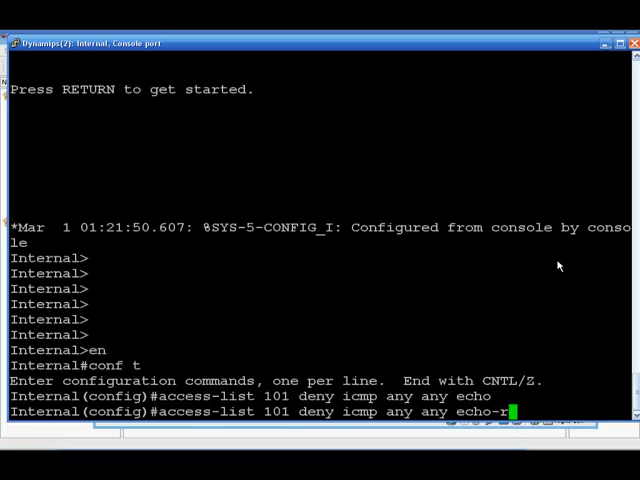 Dynamips(2): Internal, Console port
Press RETURN to get started.
*Mar  1 01:21:50.607: %SYS-5-CONFIG_I: Configured from console by conso
le
Internal>
Internal>
Internal>
Internal>
Internal>
Internal>
Internal>en
Internal#conf t
Enter configuration commands, one per line.  End with CNTL/Z.
Internal(config)#access-list 101 deny icmp any any echo
Internal(config)#access-list 101 deny icmp any any echo-r